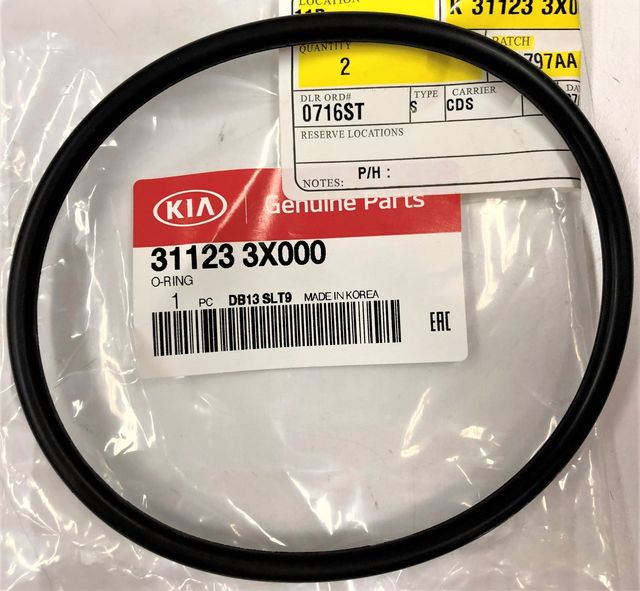 LOCATION
K 31123 3X0
QUANTITY
BATCH
2
797AA
DLR ORD#
TYPE
CARRIER
0716ST
S
CDS
RESERVE LOCATIONS
P/H :
NOTES:
KIA
Genuine Parts
31123 3X000
O-RING
1 PC DB13 SLT9 MADE IN KOREA
EAC